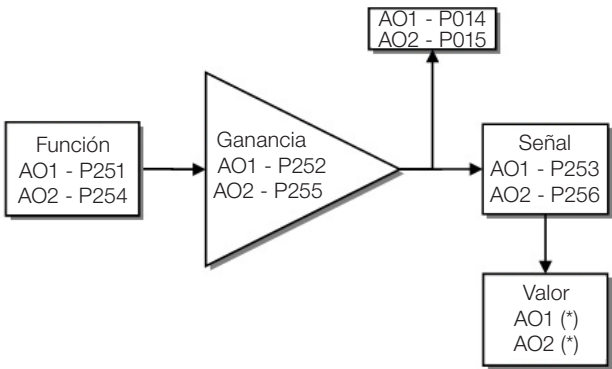 AO1 - P014
AO2 - P015
Función
AO1 - P251
AO2 - P254
Ganancia
AO1 - P252
AO2 - P255
Señal
AO1 - P253
AO2 - P256
Valor
AO1 (*)
AO2 (*)